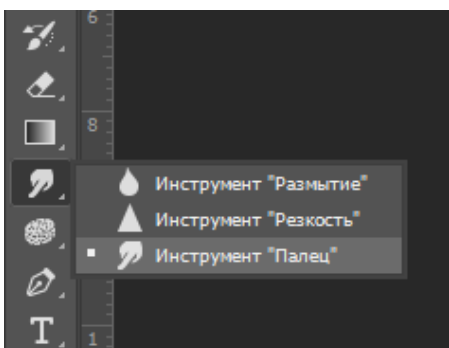 6
8
Инструмент "Размытие"
Инструмент "Резкость"
Инструмент "Палец"
1